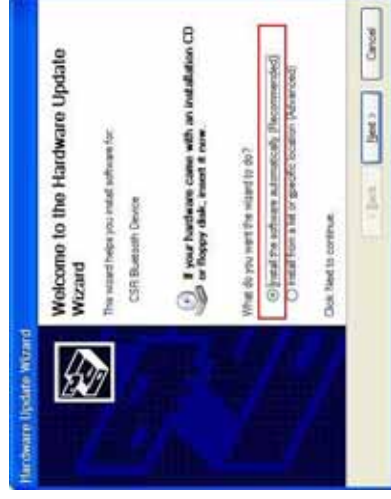 Hardware Update Wizard
Welcome to the Hardware Update
Wizard
This wizard helps you install software for:
CSR Bluetooth Device
If your hardware came with an installation CD
or floppy disk, insert it now.
What do you want the wizard to do?
Install the software automatically (Recommended)
Install from a list or specific location (Advanced)
Click Next to continue.
< Back
Next >
Cancel